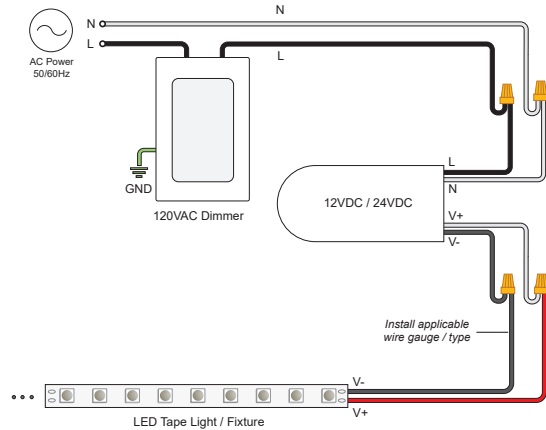 N
N
L
AC Power
50/60Hz
L
GND
120VAC Dimmer
L
N
12VDC / 24VDC
V+
V-
Install applicable
wire gauge / type
V-
V+
LED Tape Light / Fixture